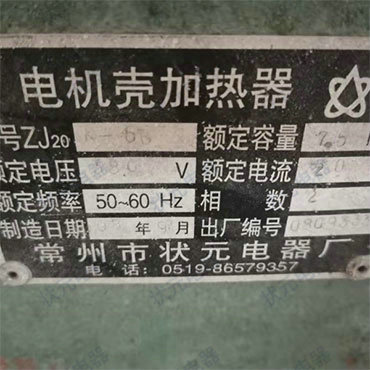 电机壳加热器
号ZJ20 额定容量
定电压 V 额定电流 20
额定频率 50~60 Hz 相 数 2
制造日期 年 月 出厂编号
常州市状元电器厂
电 话:0519-86579357